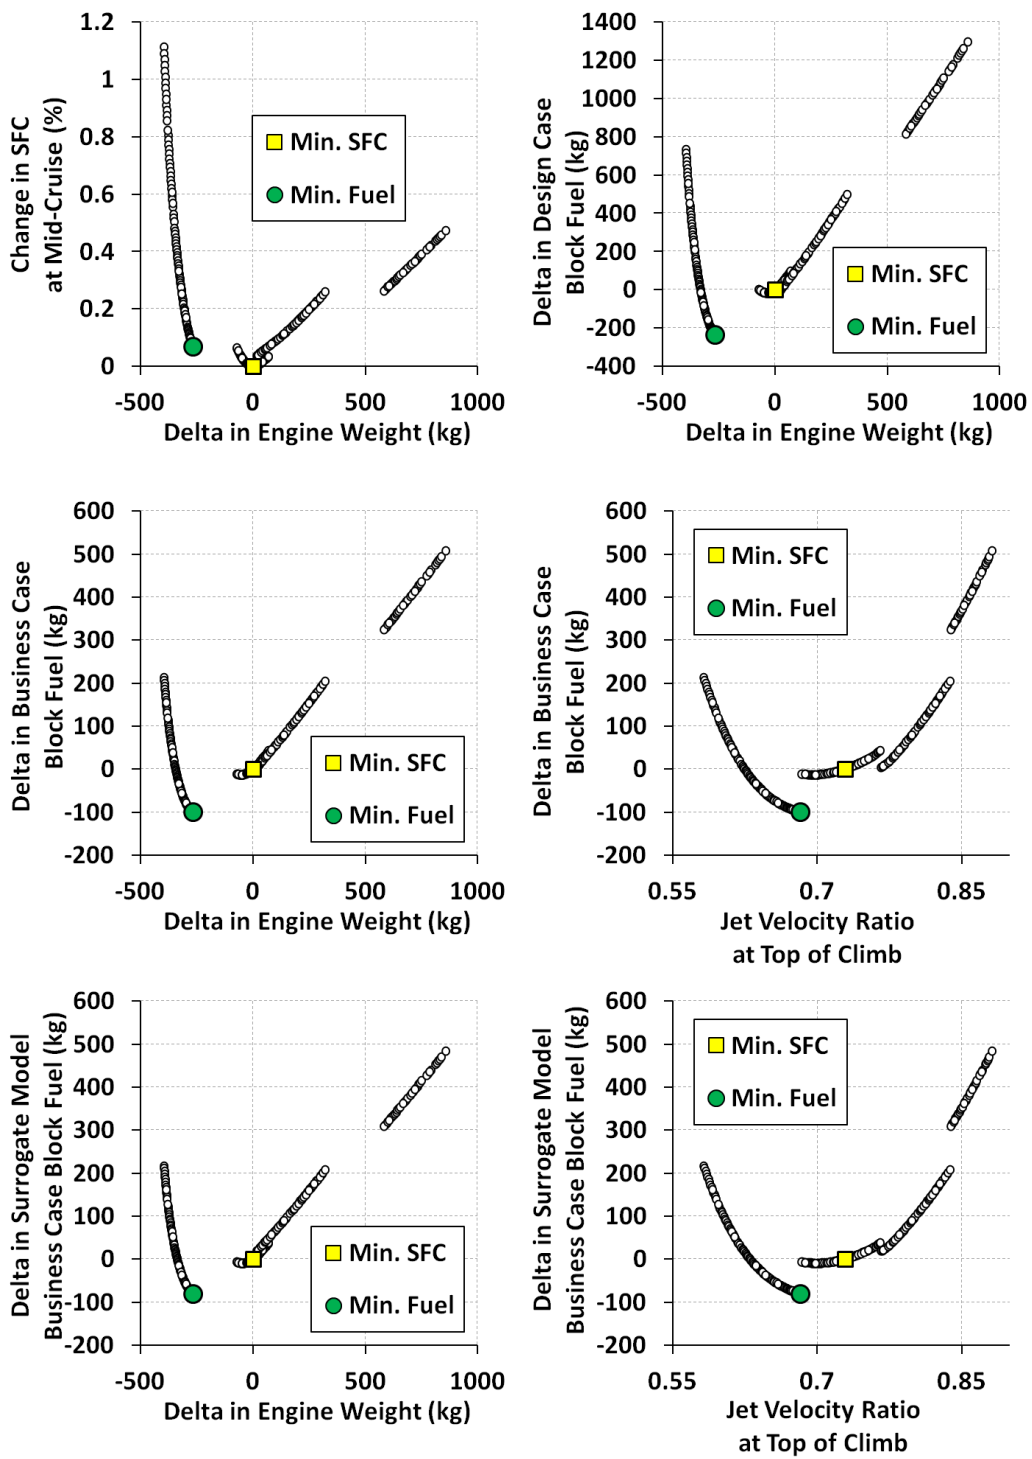 Change in SFC
at Mid-Cruise (%)
1.2
1
0.8
0.6
0.4
0.2
0
-500
0
500
1000
Delta in Engine Weight (kg)
Min. SFC
Min. Fuel
Delta in Design Case
Block Fuel (kg)
1400
1200
1000
800
600
400
200
0
-200
-400
-500
0
500
1000
Delta in Engine Weight (kg)
Min. SFC
Min. Fuel
Delta in Business Case
Block Fuel (kg)
600
500
400
300
200
100
0
-100
-200
-500
0
500
1000
Delta in Engine Weight (kg)
Min. SFC
Min. Fuel
Delta in Business Case
Block Fuel (kg)
600
500
400
300
200
100
0
-100
-200
0.55
0.7
0.85
Jet Velocity Ratio
at Top of Climb
Min. SFC
Min. Fuel
Delta in Surrogate Model
Business Case Block Fuel (kg)
600
500
400
300
200
100
0
-100
-200
-500
0
500
1000
Delta in Engine Weight (kg)
Min. SFC
Min. Fuel
Delta in Surrogate Model
Business Case Block Fuel (kg)
600
500
400
300
200
100
0
-100
-200
0.55
0.7
0.85
Jet Velocity Ratio
at Top of Climb
Min. SFC
Min. Fuel